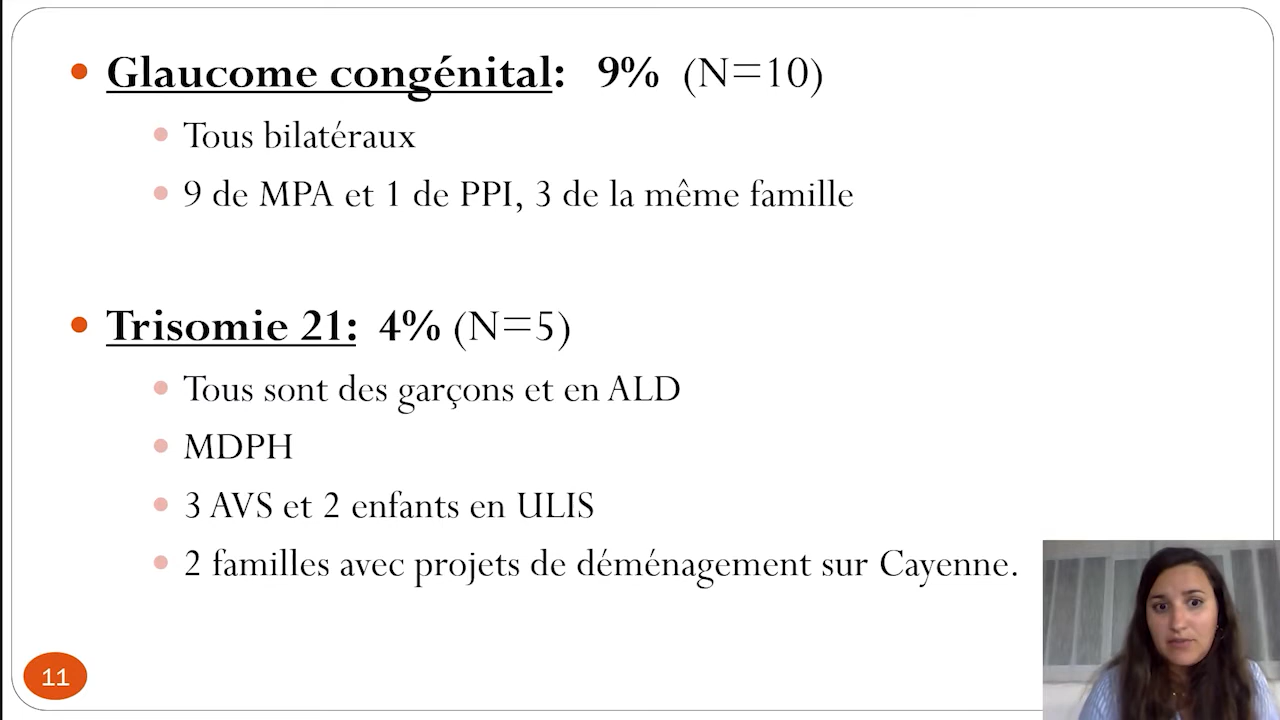 Glaucome congénital: 9% (N=10)
Tous bilatéraux
9 de MPA et 1 de PPI, 3 de la même famille
Trisomie 21: 4% (N=5)
Tous sont des garçons et en ALD
MDPH
3 AVS et 2 enfants en ULIS
2 familles avec projets de déménagement sur Cayenne.
11